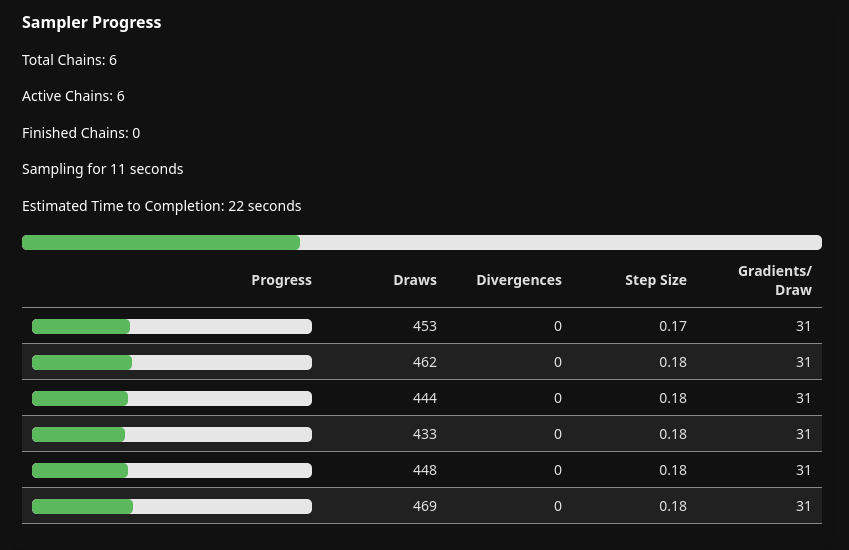 Sampler Progress
Total Chains: 6
Active Chains: 6
Finished Chains: 0
Sampling for 11 seconds
Estimated Time to Completion: 22 seconds
Progress Draws Divergences Step Size Gradients/
Draw
453 0 0.17 31
462 0 0.18 31
444 0 0.18 31
433 0 0.18 31
448 0 0.18 31
469 0 0.18 31